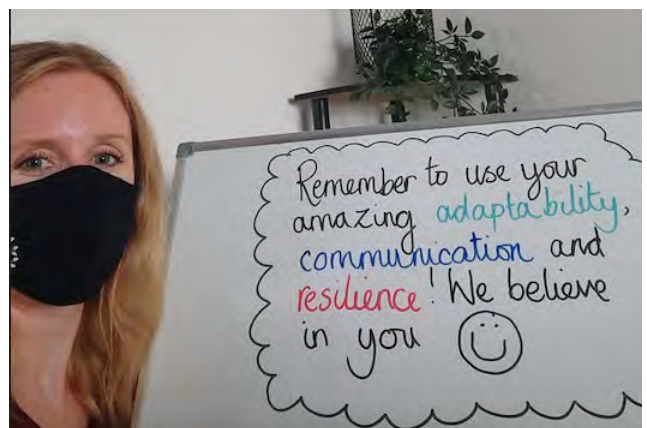 Remember to use your
amazing adaptability,
communication and
resilience! We believe
in you